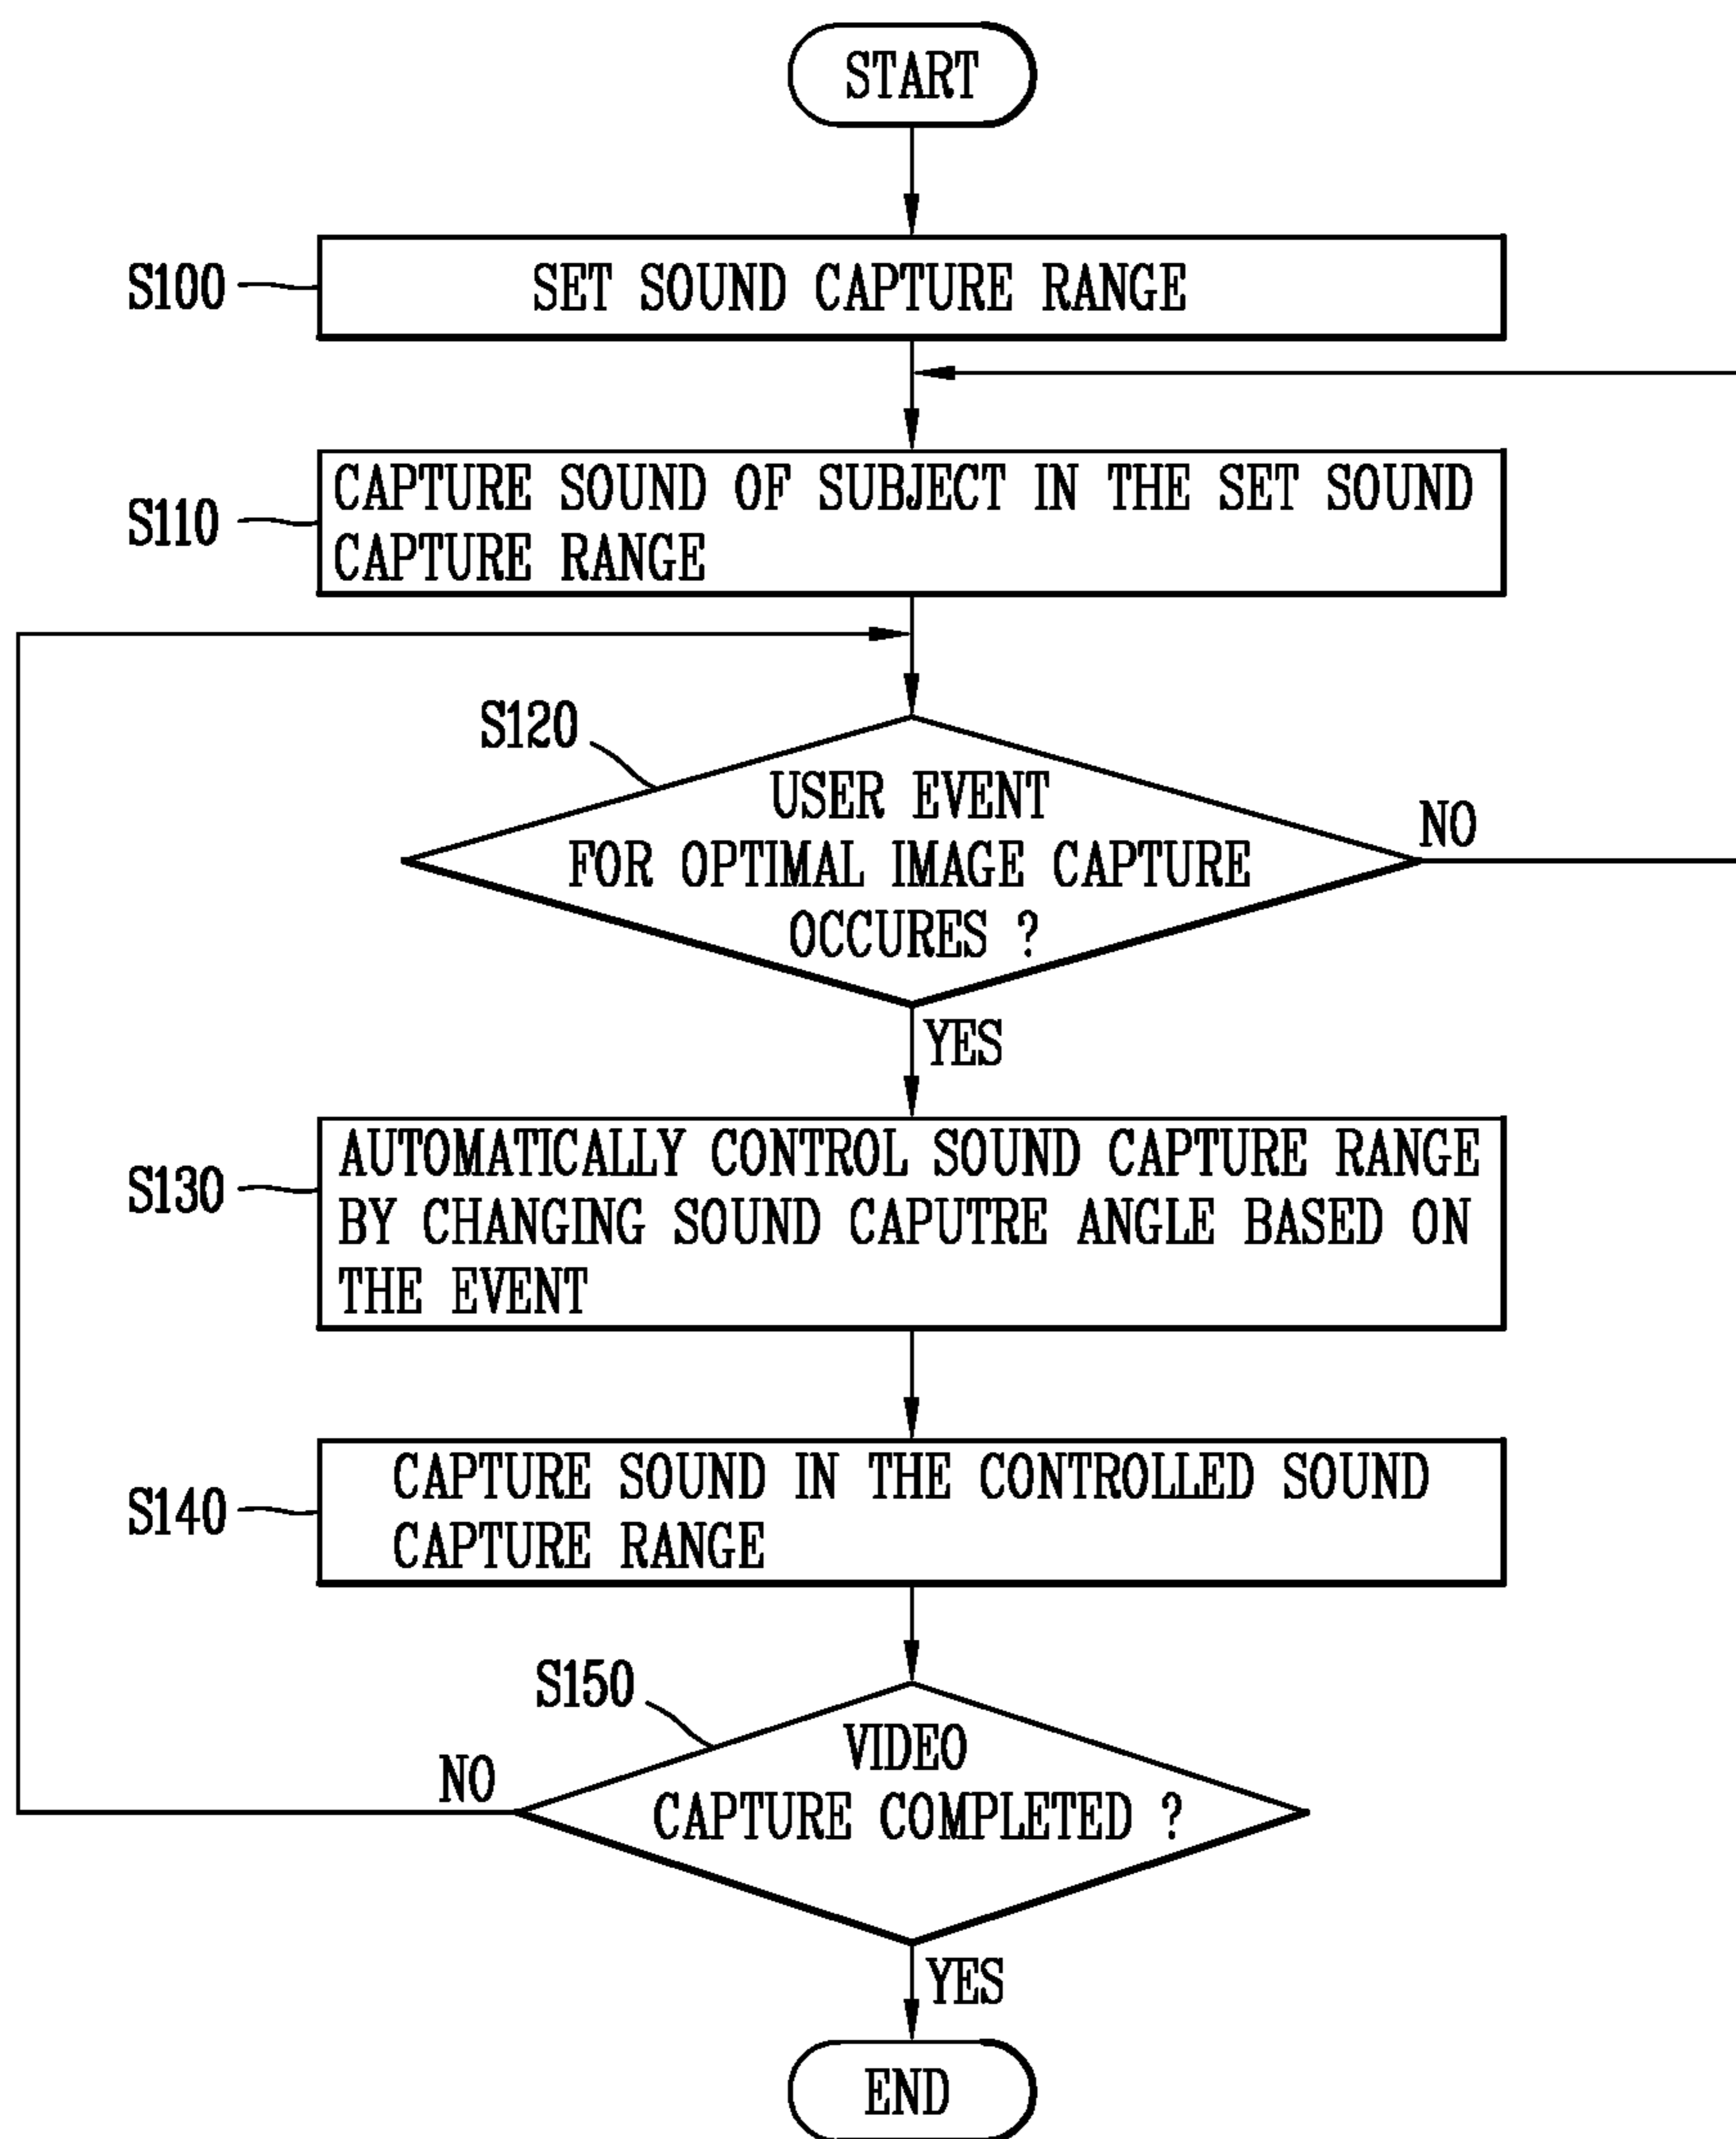 START
S100
SET SOUND CAPTURE RANGE
S110
CAPTURE SOUND OF SUBJECT IN THE SET SOUND
CAPTURE RANGE
S120
USER EVENT
FOR OPTIMAL IMAGE CAPTURE
OCCURES ?
NO
YES
S130
AUTOMATICALLY CONTROL SOUND CAPTURE RANGE
BY CHANGING SOUND CAPUTRE ANGLE BASED ON
THE EVENT
S140
CAPTURE SOUND IN THE CONTROLLED SOUND
CAPTURE RANGE
S150
VIDEO
CAPTURE COMPLETED ?
NO
YES
END